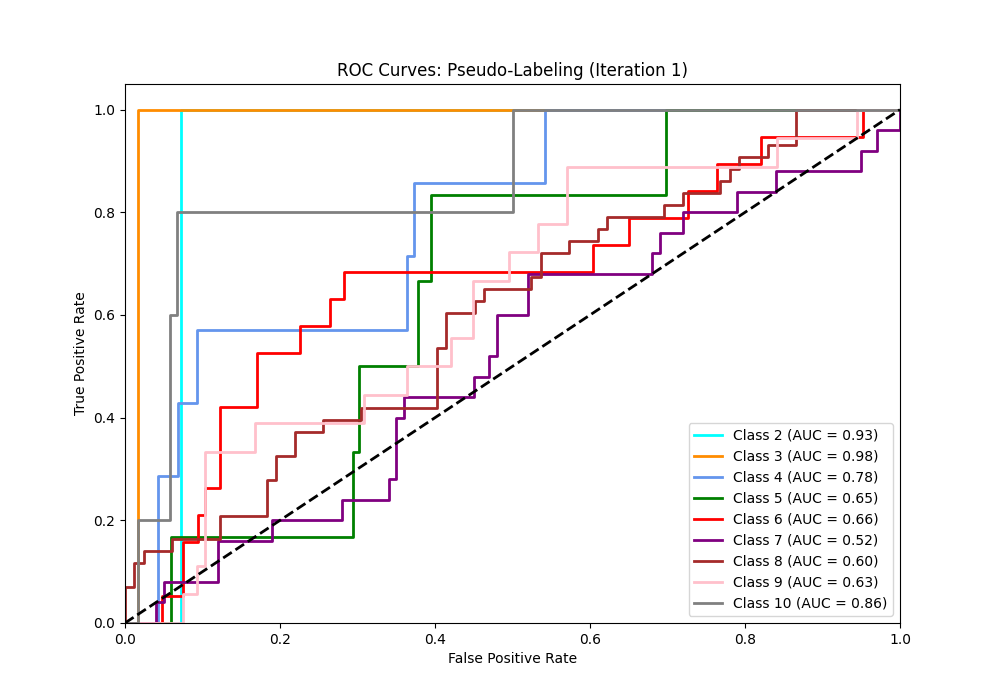 ROC Curves: Pseudo-Labeling (Iteration 1)
True Positive Rate
1.0
0.8
0.6
0.4
0.2
0.0
0.0 0.2 0.4 0.6 0.8 1.0
False Positive Rate
Class 2 (AUC = 0.93)
Class 3 (AUC = 0.98)
Class 4 (AUC = 0.78)
Class 5 (AUC = 0.65)
Class 6 (AUC = 0.66)
Class 7 (AUC = 0.52)
Class 8 (AUC = 0.60)
Class 9 (AUC = 0.63)
Class 10 (AUC = 0.86)